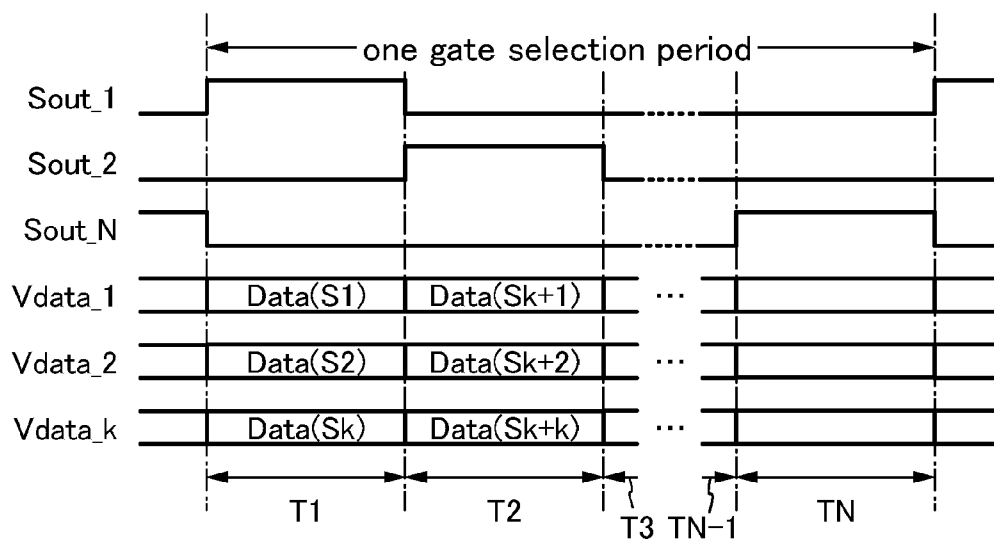 one gate selection period
Sout_1
Sout_2
Sout_N
Vdata_1 Data(S1) Data(Sk+1) ···
Vdata_2 Data(S2) Data(Sk+2) ···
Vdata_k Data(Sk) Data(Sk+k) ···
T1 T2 T3 TN-1 TN